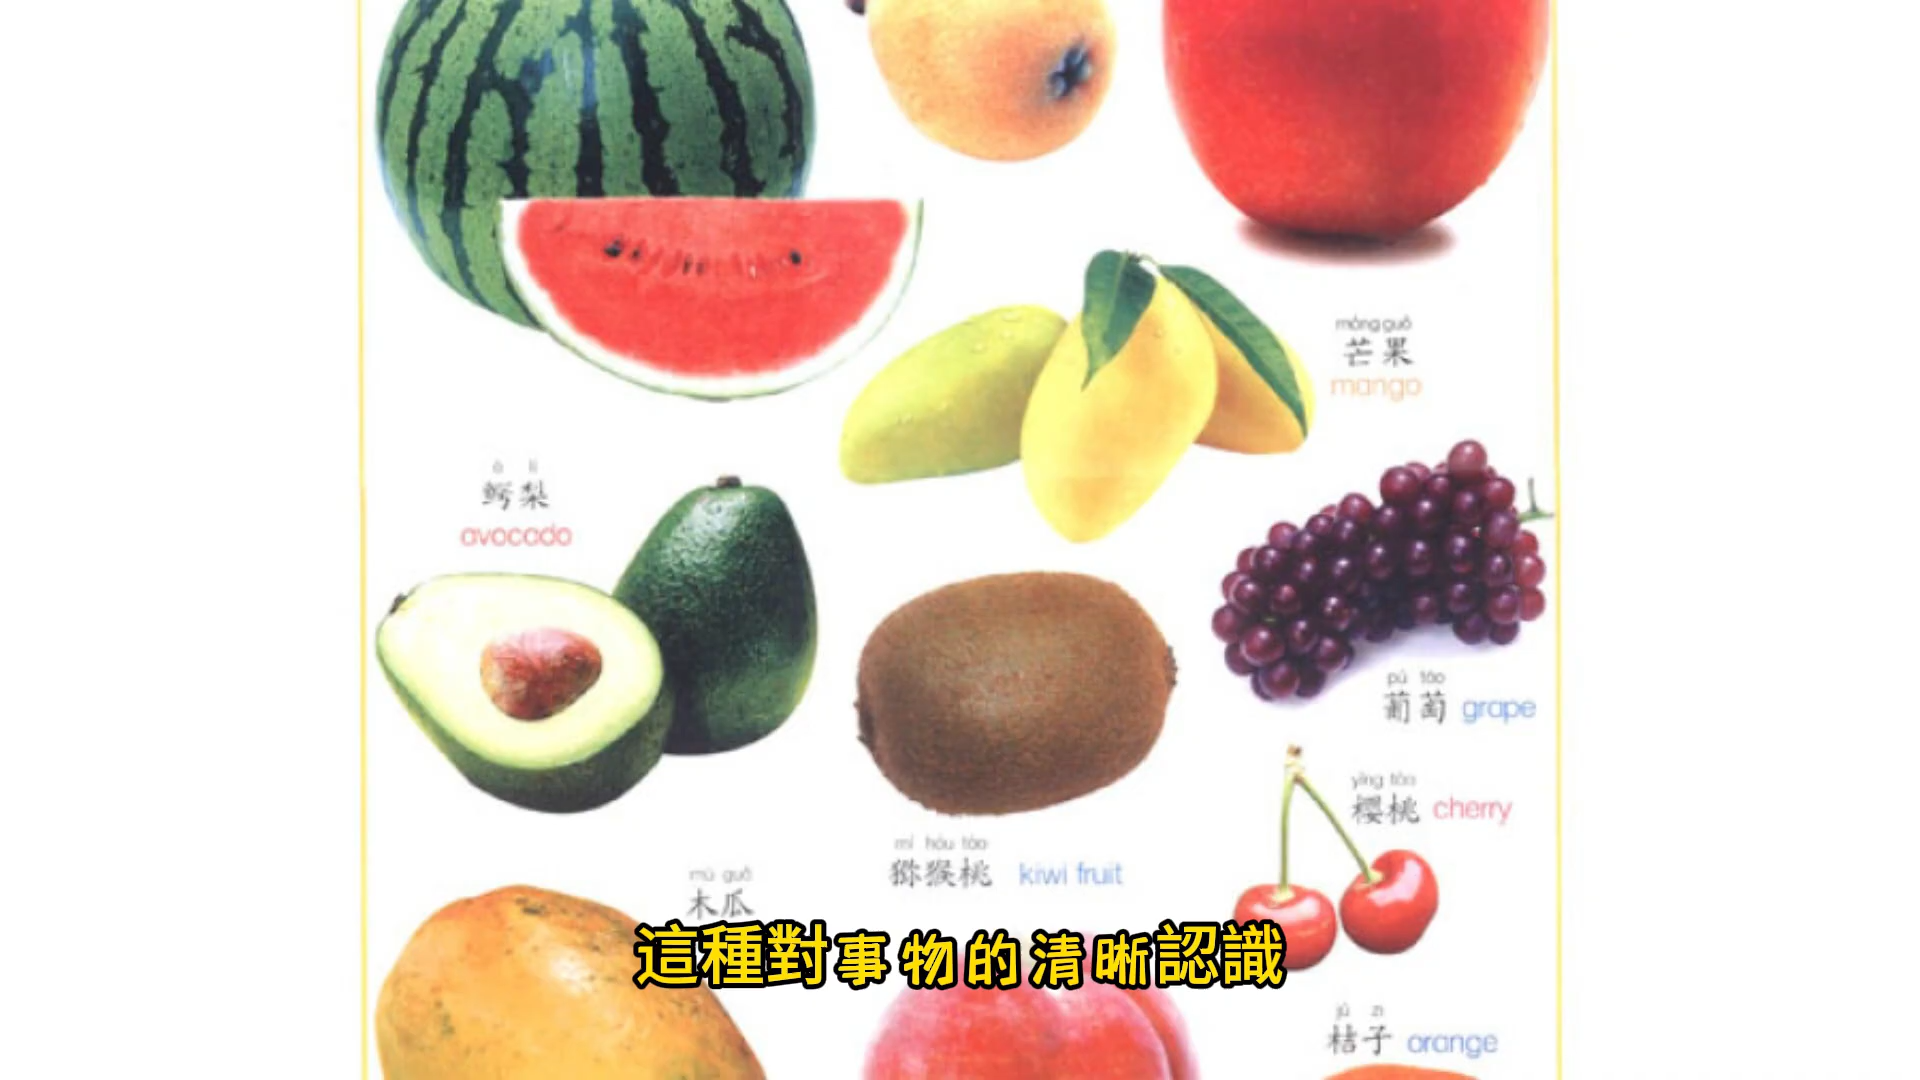 máng guǒ
芒果
mango
è lí
鳄梨
avocado
pú táo
葡萄 grape
yīng táo
樱桃 cherry
mí hóu táo
猕猴桃 kiwi fruit
mù guā
木瓜
這種對事物的清晰認識
jú zi
桔子 orange